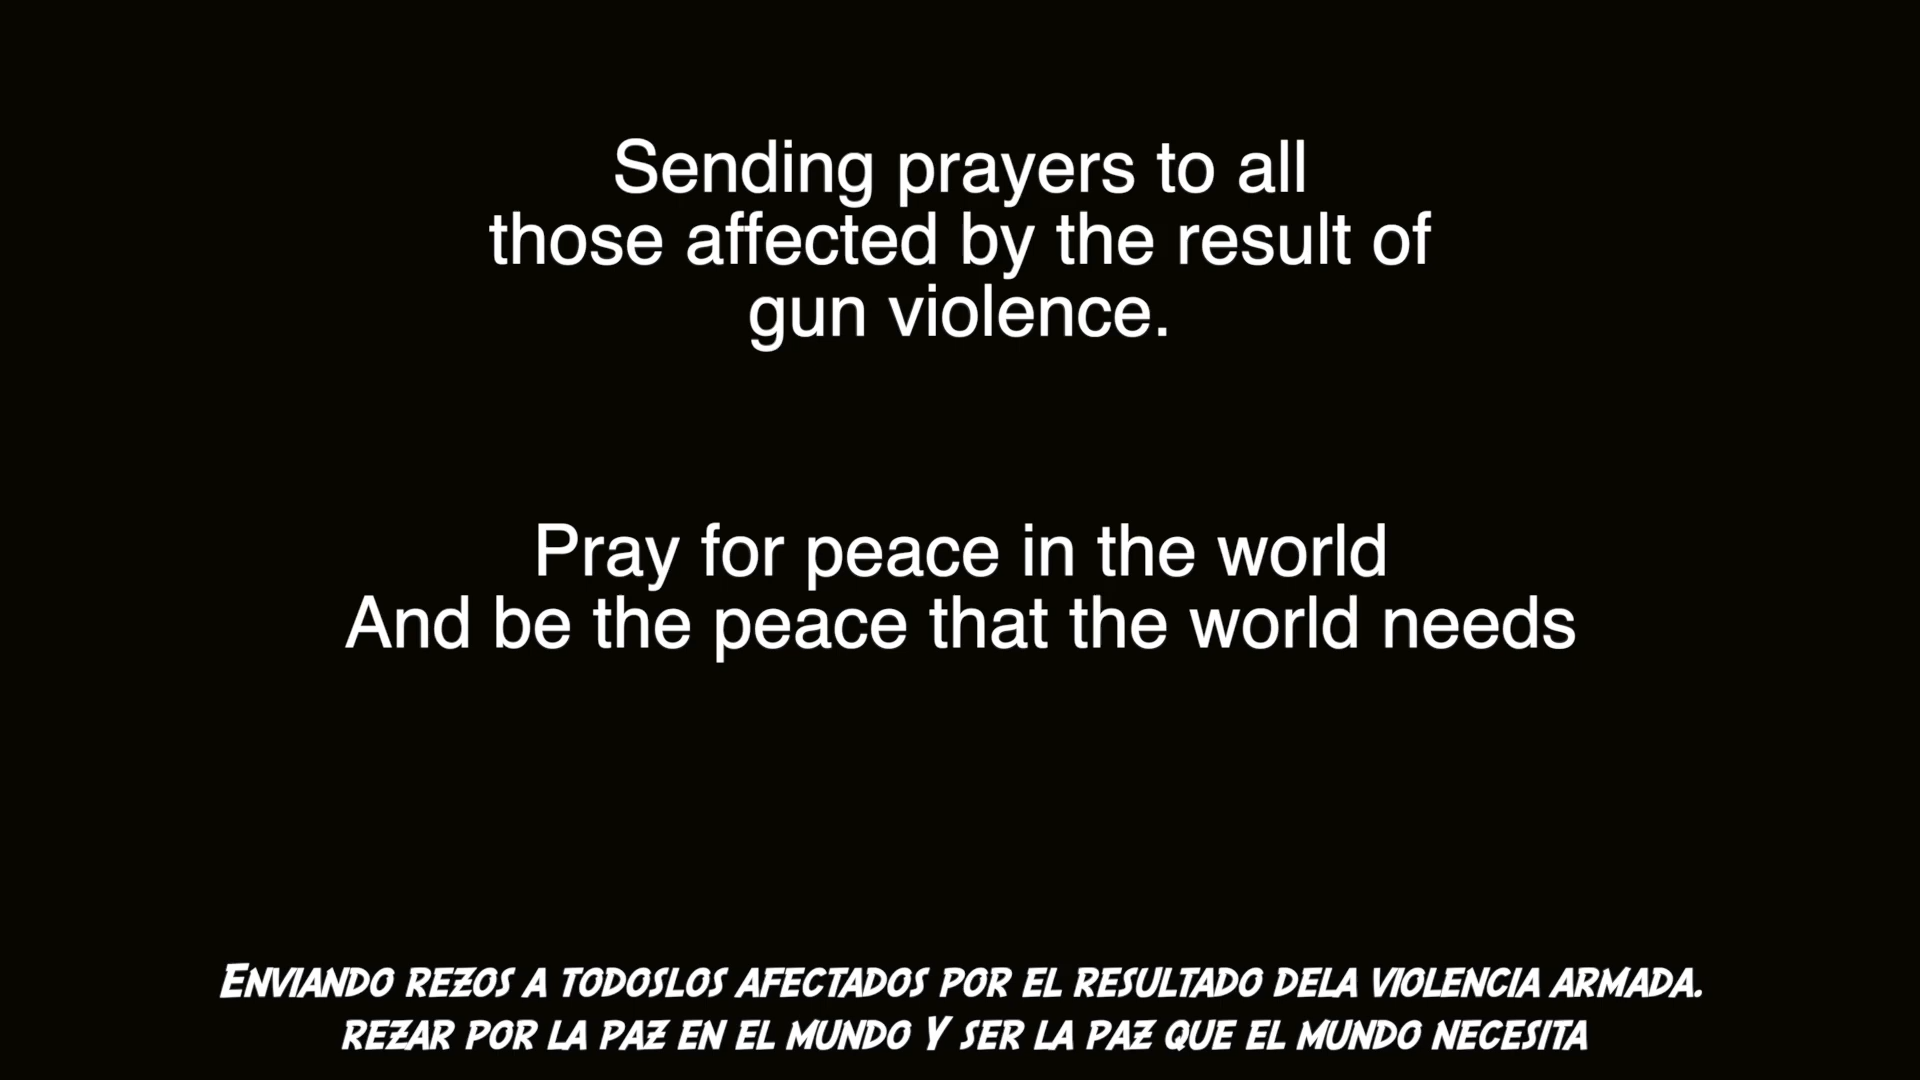 Sending prayers to all
those affected by the result of
gun violence.
Pray for peace in the world
And be the peace that the world needs
ENVIANDO REZOS A TODOSLOS AFECTADOS POR EL RESULTADO DELA VIOLENCIA ARMADA.
REZAR POR LA PAZ EN EL MUNDO Y SER LA PAZ QUE EL MUNDO NECESITA